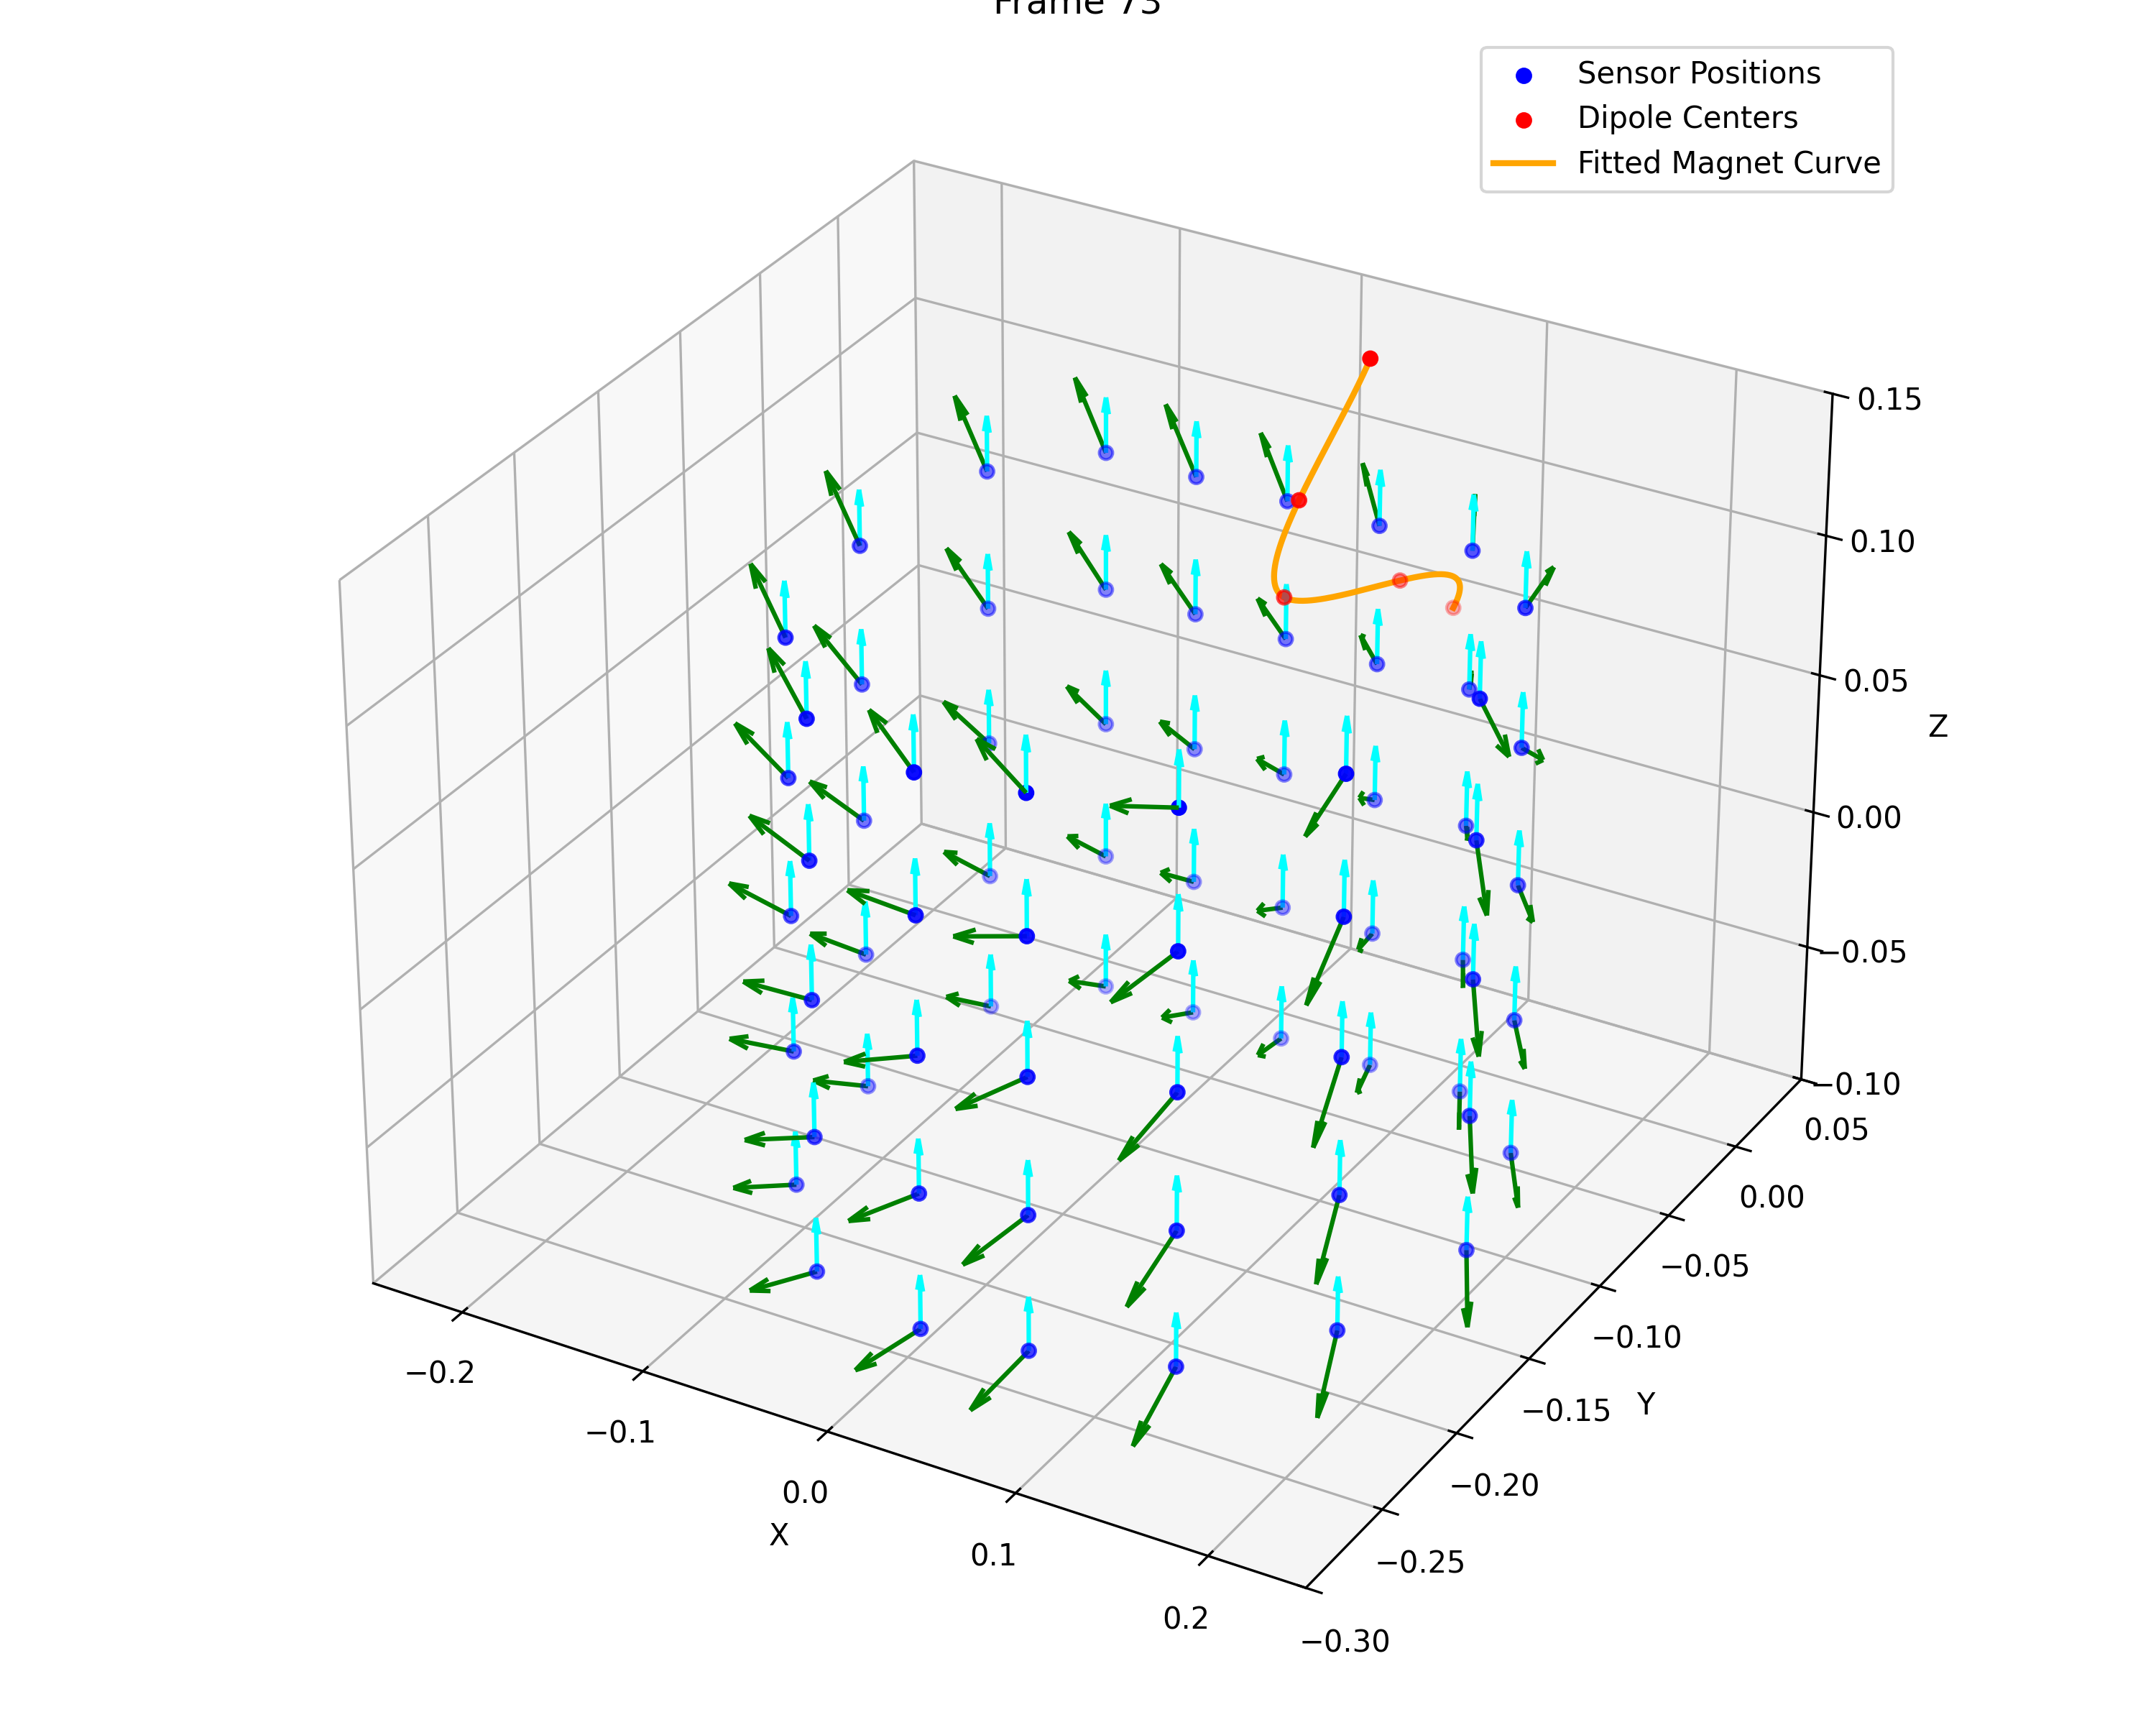 Frame 73
Sensor Positions
Dipole Centers
Fitted Magnet Curve
0.15
0.10
0.05
0.00
−0.05
−0.10
Z
0.05
0.00
−0.05
−0.10
−0.15
−0.20
−0.25
−0.30
Y
−0.2
−0.1
0.0
0.1
0.2
X